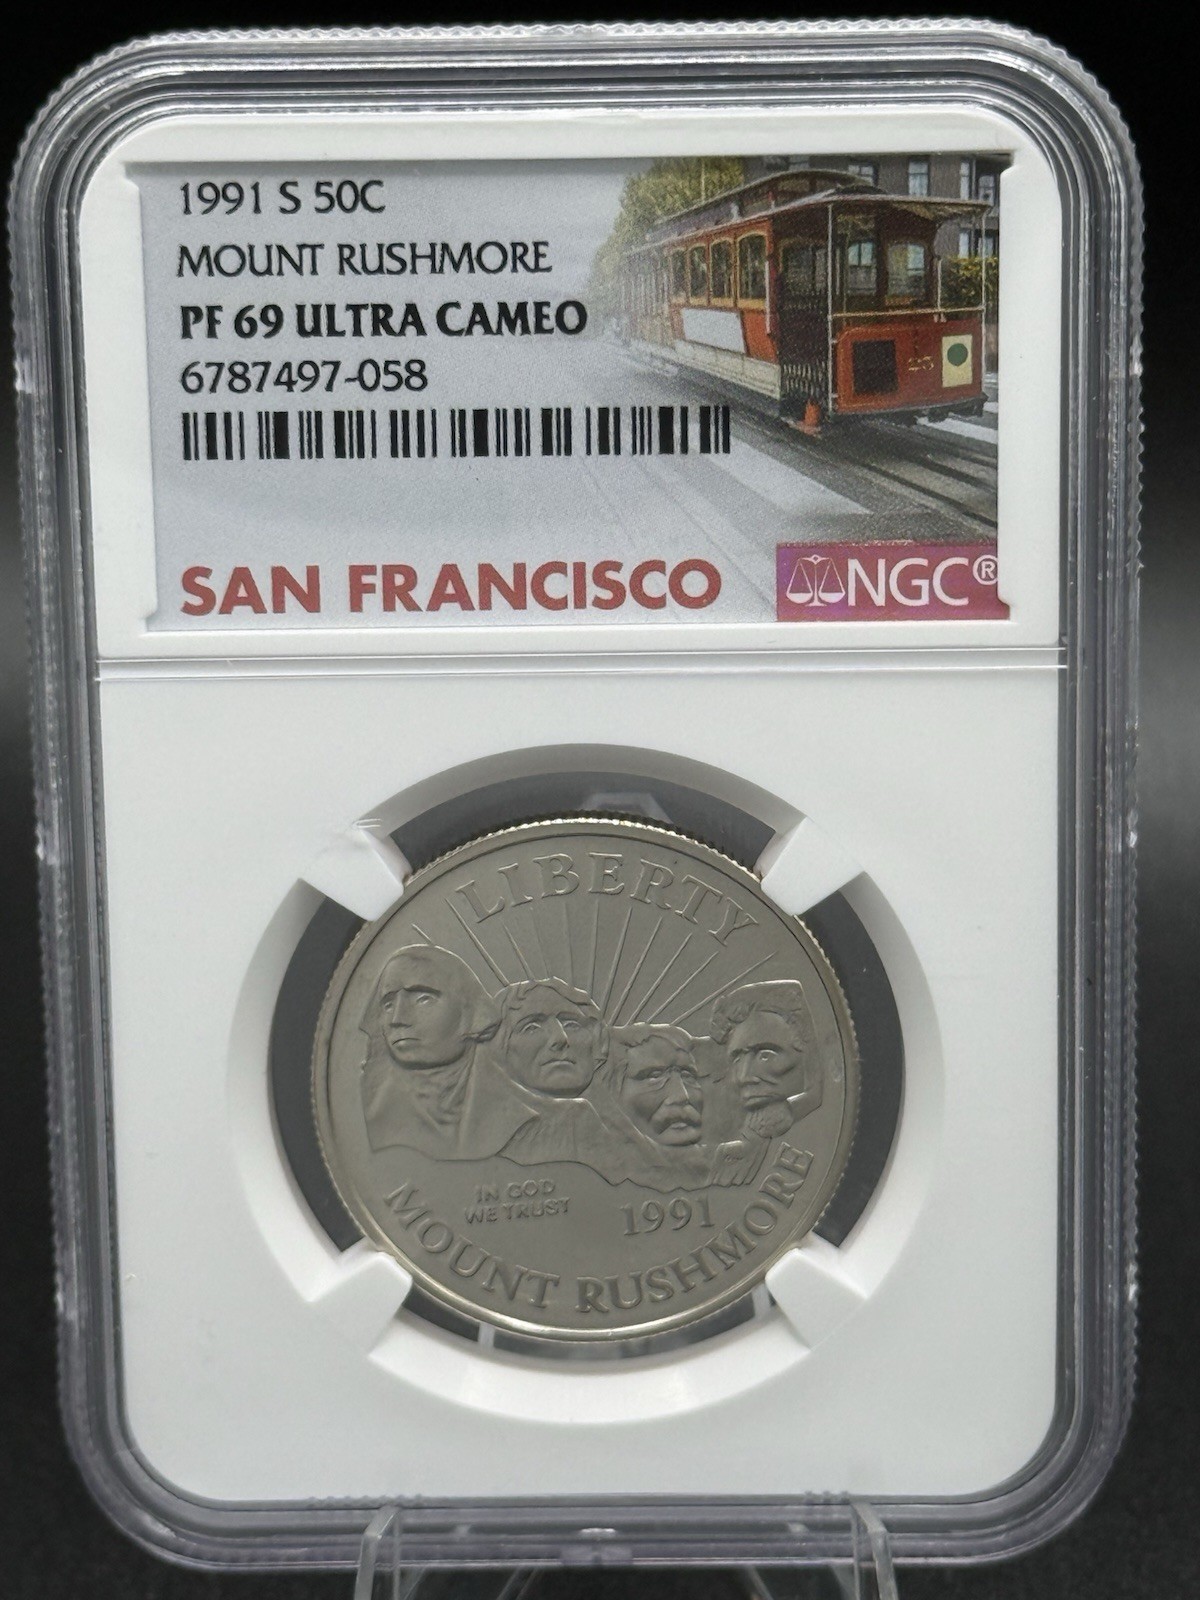 1991 S 50C
MOUNT RUSHMORE
PF 69 ULTRA CAMEO
6787497-058
SAN FRANCISCO
NGC®
LIBERTY
IN GOD
WE TRUST
1991
MOUNT RUSHMORE